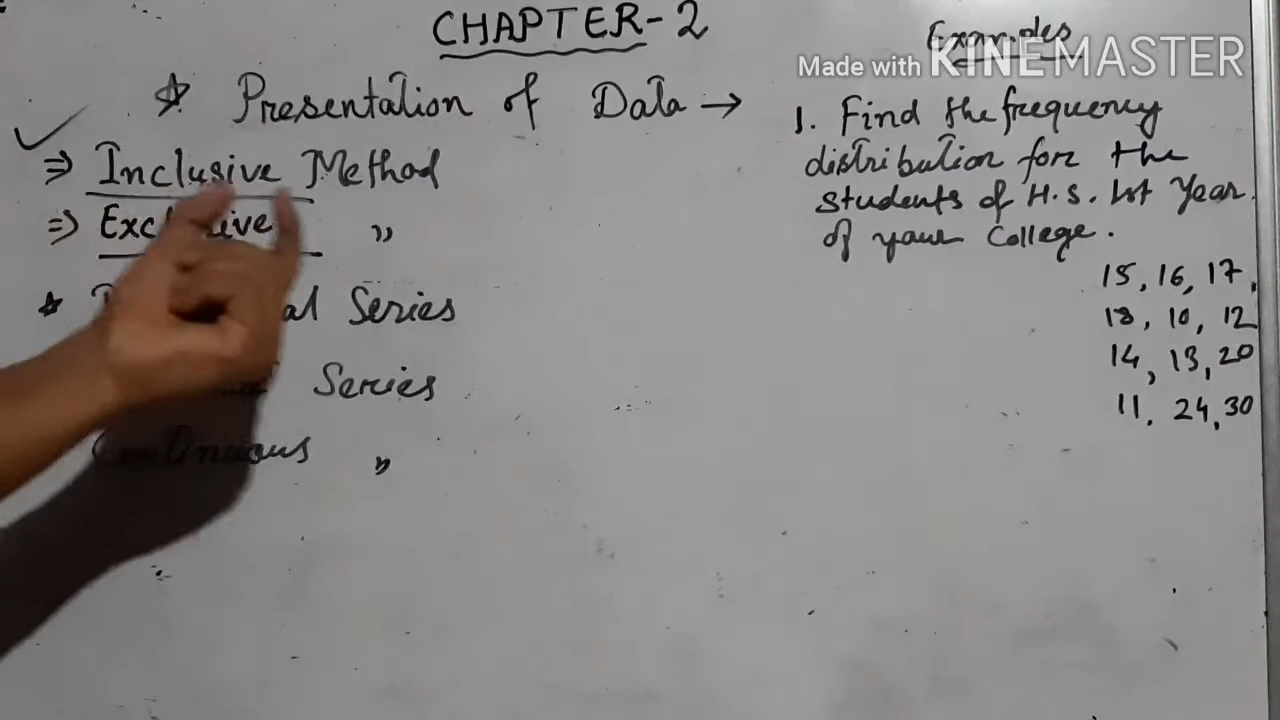 CHAPTER-2
☆ Presentation of Data →
⇒ Inclusive Method
⇒ Exclusive "
Series
Series
Continuous "
Examples
Made with KINEMASTER
1. Find the frequency
distribution for the
students of H.S. 1st Year
of your College.
15, 16, 17,
18, 10, 12
14, 13, 20
11, 24, 30